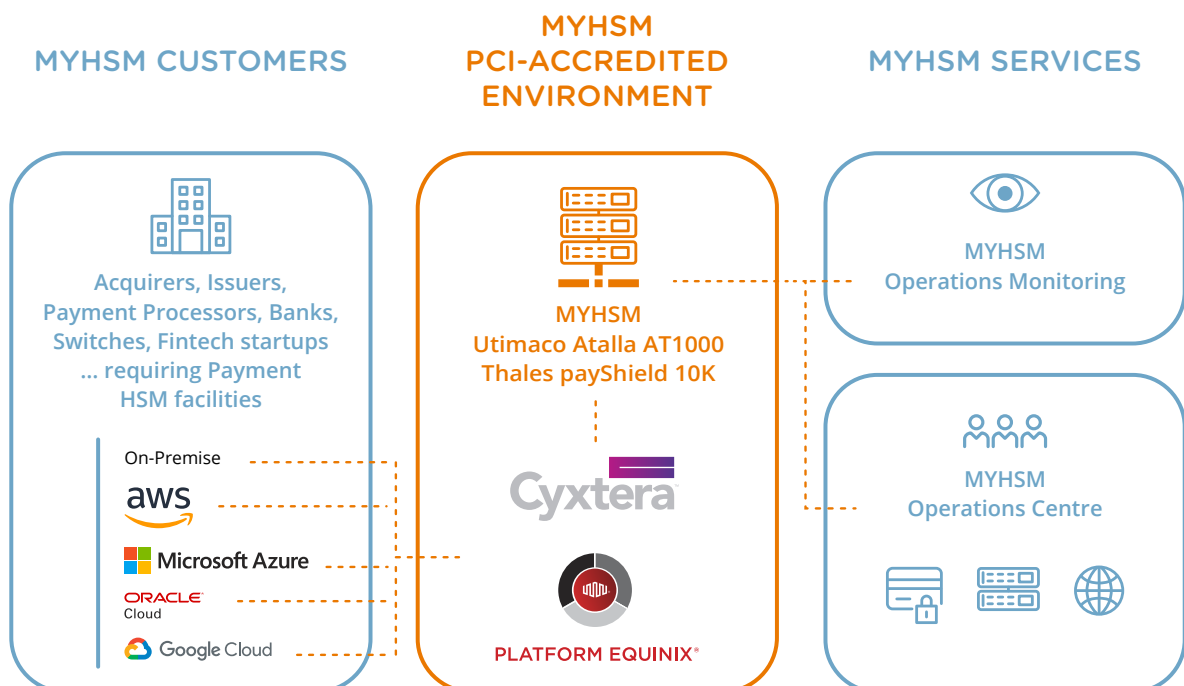 MYHSM CUSTOMERS
Acquirers, Issuers,
Payment Processors, Banks,
Switches, Fintech startups
... requiring Payment
HSM facilities
On-Premise
aws
Microsoft Azure
ORACLE
Cloud
Google Cloud
MYHSM
PCI-ACCREDITED
ENVIRONMENT
MYHSM
Utimaco Atalla AT1000
Thales payShield 10K
Cyxtera
PLATFORM EQUINIX®
MYHSM SERVICES
MYHSM
Operations Monitoring
MYHSM
Operations Centre